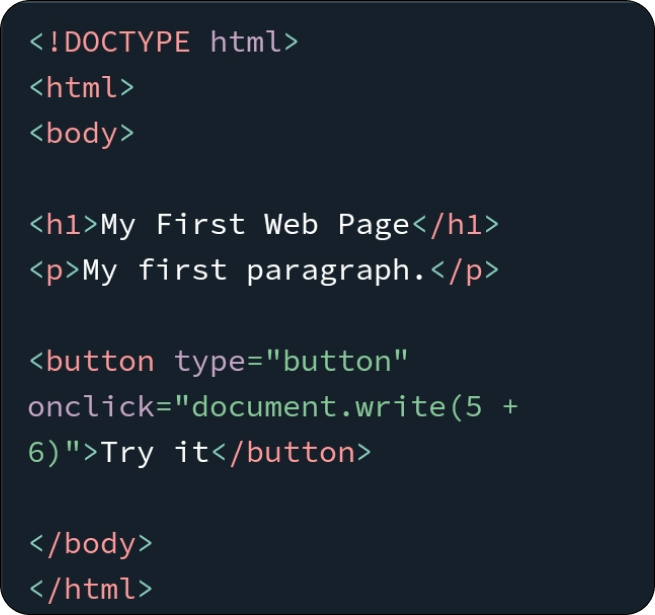 <!DOCTYPE html>
<html>
<body>
<h1>My First Web Page</h1>
<p>My first paragraph.</p>
<button type="button"
onclick="document.write(5 +
6)">Try it</button>
</body>
</html>